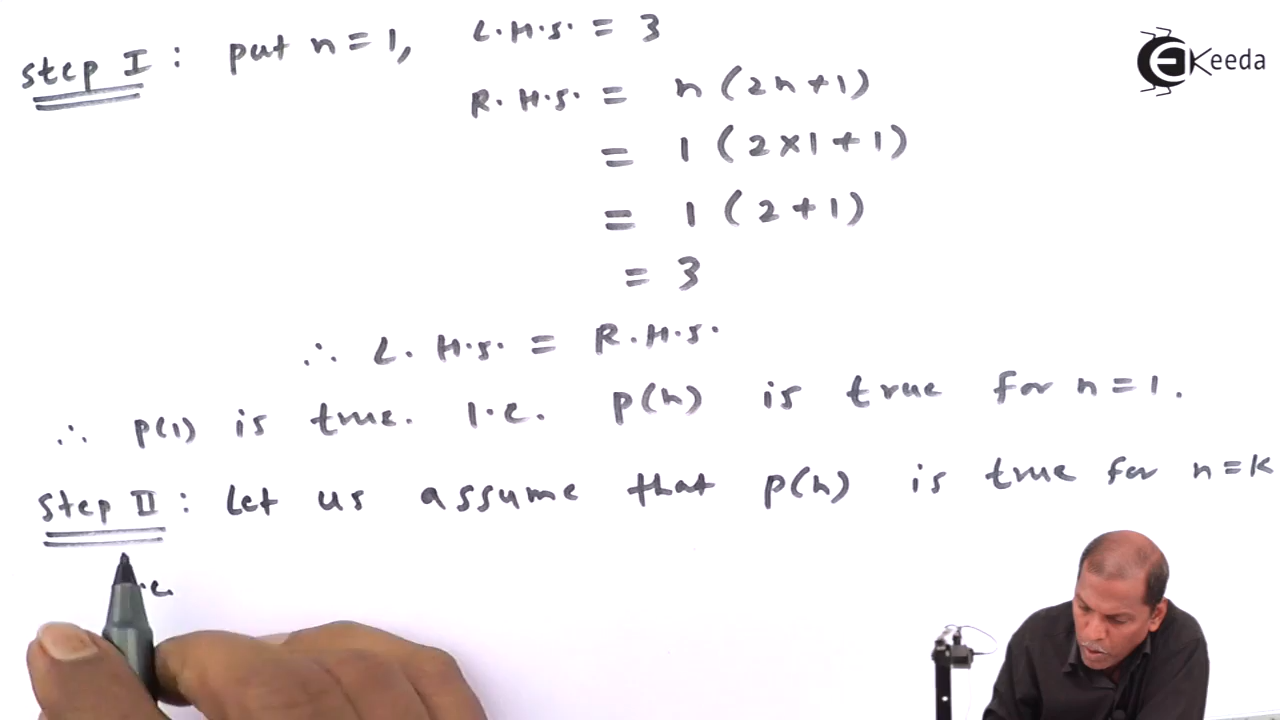 Step I : put n = 1, L.H.S. = 3
R.H.S. = n (2n+1)
= 1 (2×1+1)
= 1 (2+1)
= 3
∴ L.H.S. = R.H.S.
∴ p(1) is true. I.e. p(n) is true for n = 1.
Step II : Let us assume that p(n) is true for n = k
.e.
EKeeda